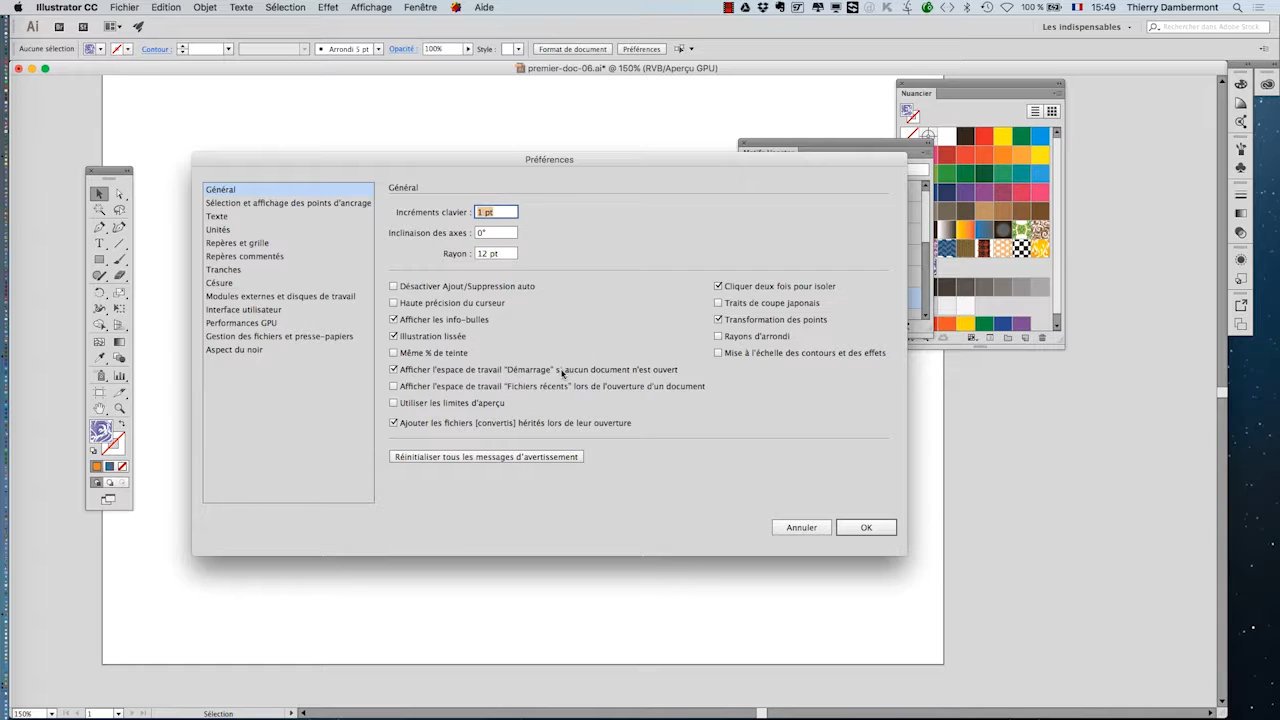 Illustrator CC Fichier Edition Objet Texte Sélection Effet Affichage Fenêtre Aide
100 % 15:49 Thierry Dambermont
Ai Br St Les indispensables Rechercher dans Adobe Stock
Aucune sélection Contour : Arrondi 5 pt Opacité : 100% Style : Format de document Préférences
premier-doc-06.ai* @ 150% (RVB/Aperçu GPU)
Nuancier
Préférences
Général
Sélection et affichage des points d'ancrage
Texte
Unités
Repères et grille
Repères commentés
Tranches
Césure
Modules externes et disques de travail
Interface utilisateur
Performances GPU
Gestion des fichiers et presse-papiers
Aspect du noir
Général
Incréments clavier : 1 pt
Inclinaison des axes : 0°
Rayon : 12 pt
Désactiver Ajout/Suppression auto
Haute précision du curseur
Afficher les info-bulles
Illustration lissée
Même % de teinte
Afficher l'espace de travail "Démarrage" si aucun document n'est ouvert
Afficher l'espace de travail "Fichiers récents" lors de l'ouverture d'un document
Utiliser les limites d'aperçu
Ajouter les fichiers [convertis] hérités lors de leur ouverture
Cliquer deux fois pour isoler
Traits de coupe japonais
Transformation des points
Rayons d'arrondi
Mise à l'échelle des contours et des effets
Réinitialiser tous les messages d'avertissement
Annuler OK
150% 1 Sélection